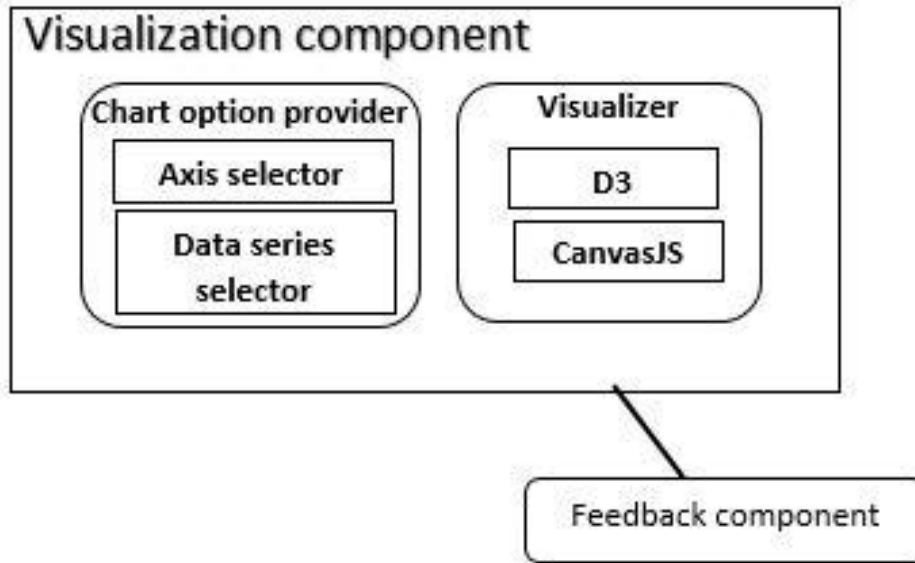 Visualization component
Chart option provider
Axis selector
Data series
selector
Visualizer
D3
CanvasJS
Feedback component